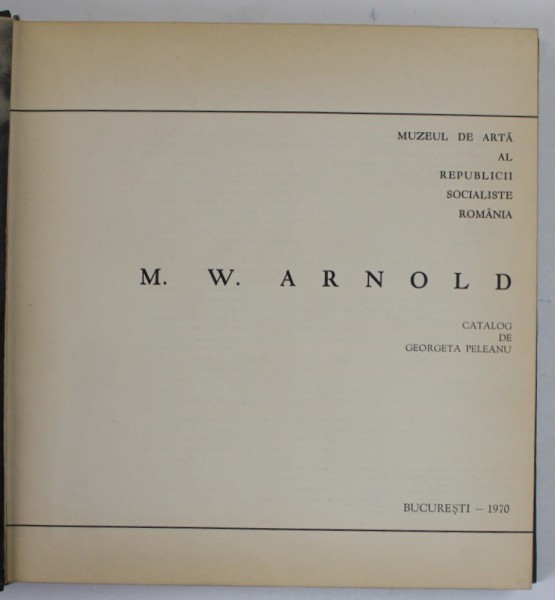 MUZEUL DE ARTĂ
AL
REPUBLICII
SOCIALISTE
ROMÂNIA
M. W. ARNOLD
CATALOG
DE
GEORGETA PELEANU
BUCUREȘTI – 1970